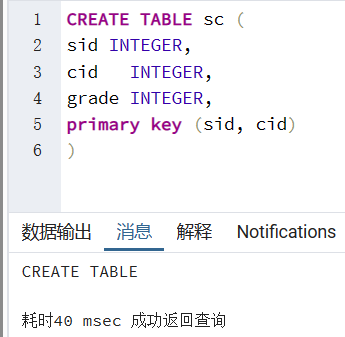 1 CREATE TABLE sc (
2 sid INTEGER,
3 cid   INTEGER,
4 grade INTEGER,
5 primary key (sid, cid)
6 )
数据输出 消息 解释 Notifications
CREATE TABLE
耗时40 msec 成功返回查询